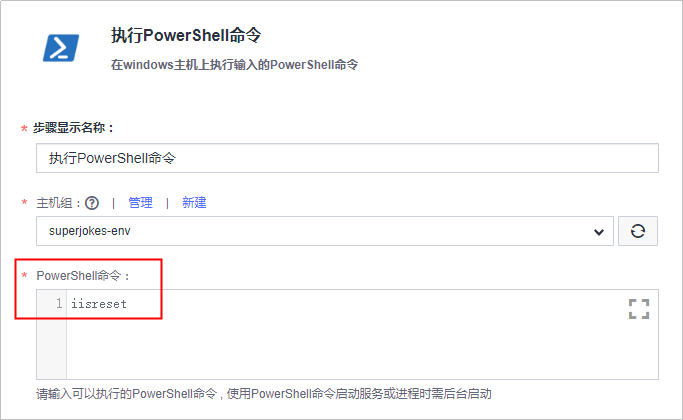 执行PowerShell命令
在windows主机上执行输入的PowerShell命令
* 步骤显示名称：
执行PowerShell命令
* 主机组：? | 管理 | 新建
superjokes-env
* PowerShell命令：
1 iisreset
请输入可以执行的PowerShell命令，使用PowerShell命令启动服务或进程时需后台启动